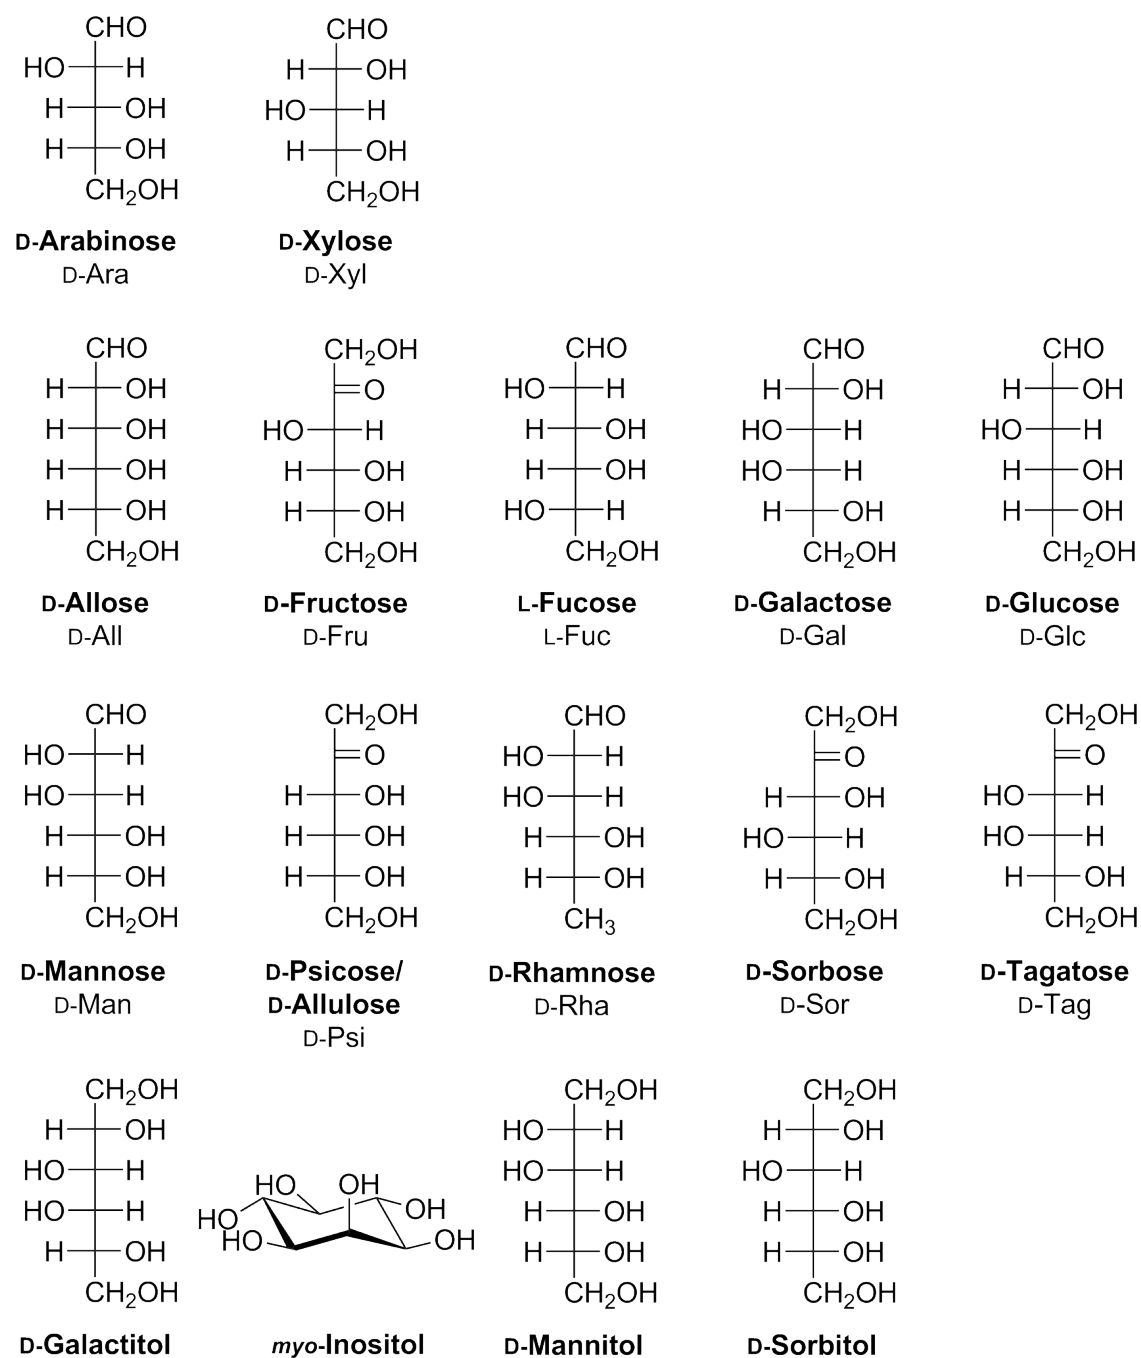 CHO
HO H
H OH
H OH
CH₂OH
D-Arabinose
D-Ara
CHO
H OH
HO H
H OH
CH₂OH
D-Xylose
D-Xyl
CHO
H OH
H OH
H OH
H OH
CH₂OH
D-Allose
D-All
CH₂OH
O
HO H
H OH
H OH
CH₂OH
D-Fructose
D-Fru
CHO
HO H
H OH
H OH
HO H
CH₂OH
L-Fucose
L-Fuc
CHO
H OH
HO H
HO H
H OH
CH₂OH
D-Galactose
D-Gal
CHO
H OH
HO H
H OH
H OH
CH₂OH
D-Glucose
D-Glc
CHO
HO H
HO H
H OH
H OH
CH₂OH
D-Mannose
D-Man
CH₂OH
O
H OH
H OH
H OH
CH₂OH
D-Psicose/
D-Allulose
D-Psi
CHO
HO H
HO H
H OH
H OH
CH₃
D-Rhamnose
D-Rha
CH₂OH
O
H OH
HO H
H OH
CH₂OH
D-Sorbose
D-Sor
CH₂OH
O
HO H
HO H
H OH
CH₂OH
D-Tagatose
D-Tag
CH₂OH
H OH
HO H
HO H
H OH
CH₂OH
D-Galactitol
HO OH
HO OH
HO OH
myo-Inositol
CH₂OH
HO H
HO H
H OH
H OH
CH₂OH
D-Mannitol
CH₂OH
H OH
HO H
H OH
H OH
CH₂OH
D-Sorbitol